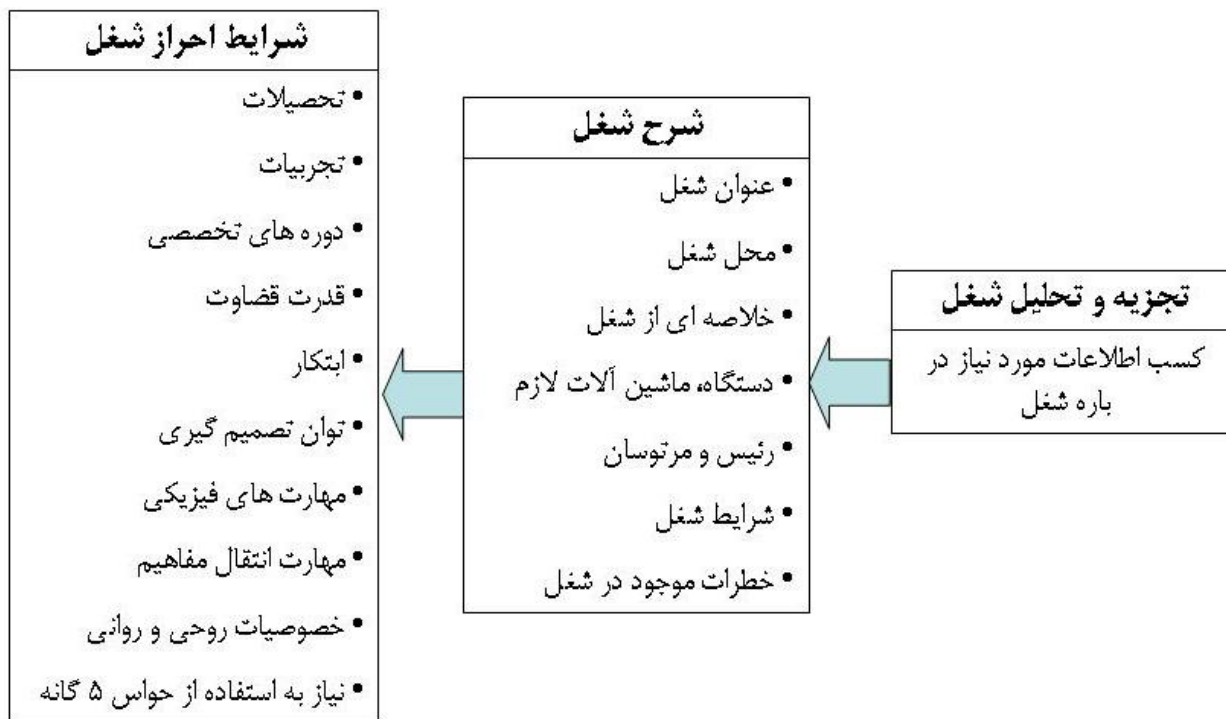 تجزیه و تحلیل شغل
کسب اطلاعات مورد نیاز در
باره شغل
شرح شغل
• عنوان شغل
• محل شغل
• خلاصه ای از شغل
• دستگاه، ماشین آلات لازم
• رئیس و مرتوسان
• شرایط شغل
• خطرات موجود در شغل
شرایط احراز شغل
• تحصیلات
• تجربیات
• دوره های تخصصی
• قدرت قضاوت
• ابتکار
• توان تصمیم گیری
• مهارت های فیزیکی
• مهارت انتقال مفاهیم
• خصوصیات روحی و روانی
• نیاز به استفاده از حواس ۵ گانه